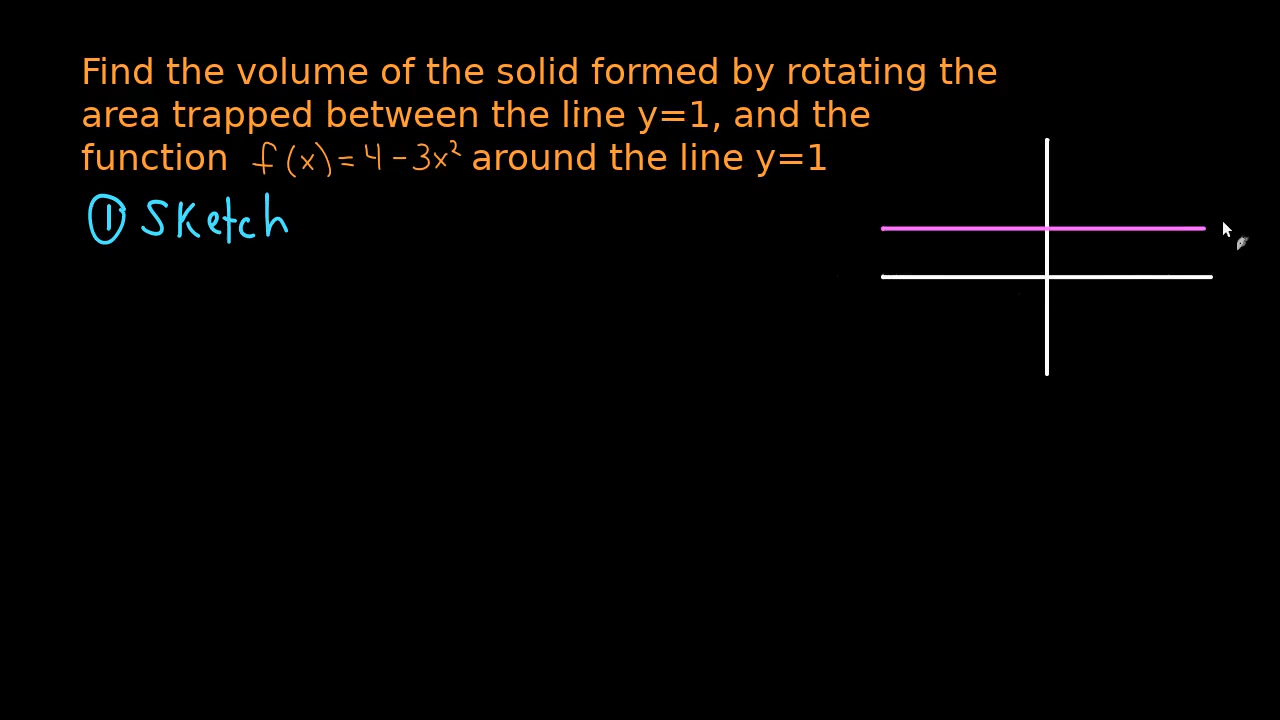 Find the volume of the solid formed by rotating the
area trapped between the line y=1, and the
function f(x)=4-3x² around the line y=1
① Sketch